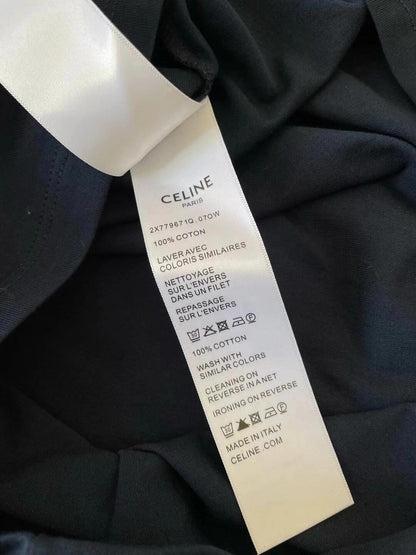 CELINE
PARIS
2X779671Q .07OW
100% COTON
LAVER AVEC
COLORIS SIMILAIRES
NETTOYAGE
SUR L'ENVERS
DANS UN FILET
REPASSAGE
SUR L'ENVERS
100% COTTON
WASH WITH
SIMILAR COLORS
CLEANING ON
REVERSE IN A NET
IRONING ON REVERSE
MADE IN ITALY
CELINE.COM